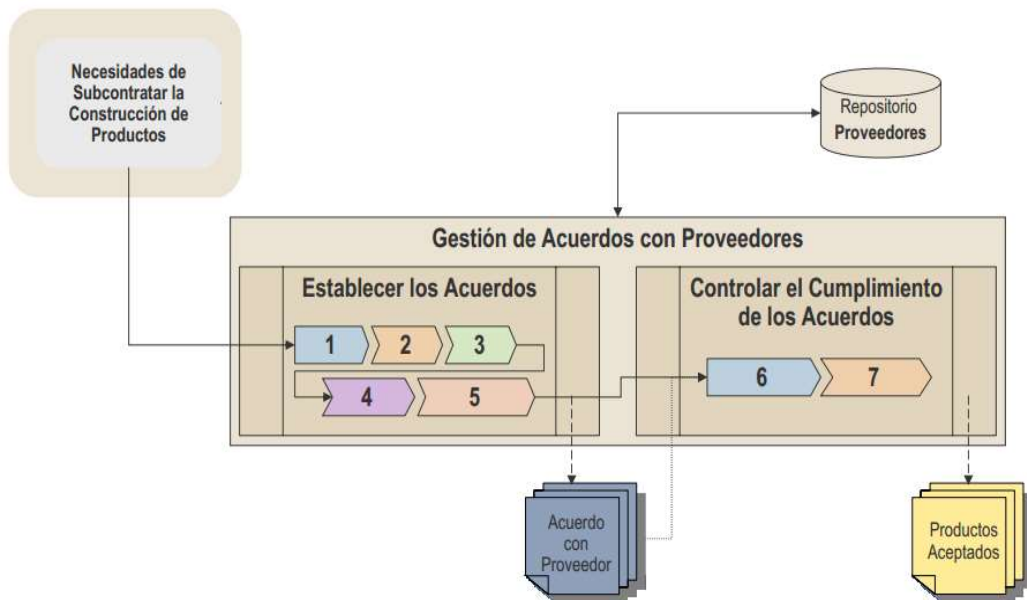 Necesidades de
Subcontratar la
Construcción de
Productos
Repositorio
Proveedores
Gestión de Acuerdos con Proveedores
Establecer los Acuerdos
1 2 3
4 5
Controlar el Cumplimiento
de los Acuerdos
6 7
Acuerdo
con
Proveedor
Productos
Aceptados